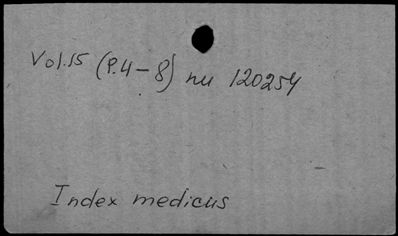 Vol.15 (P.4-8) nu 120254
Index medicus